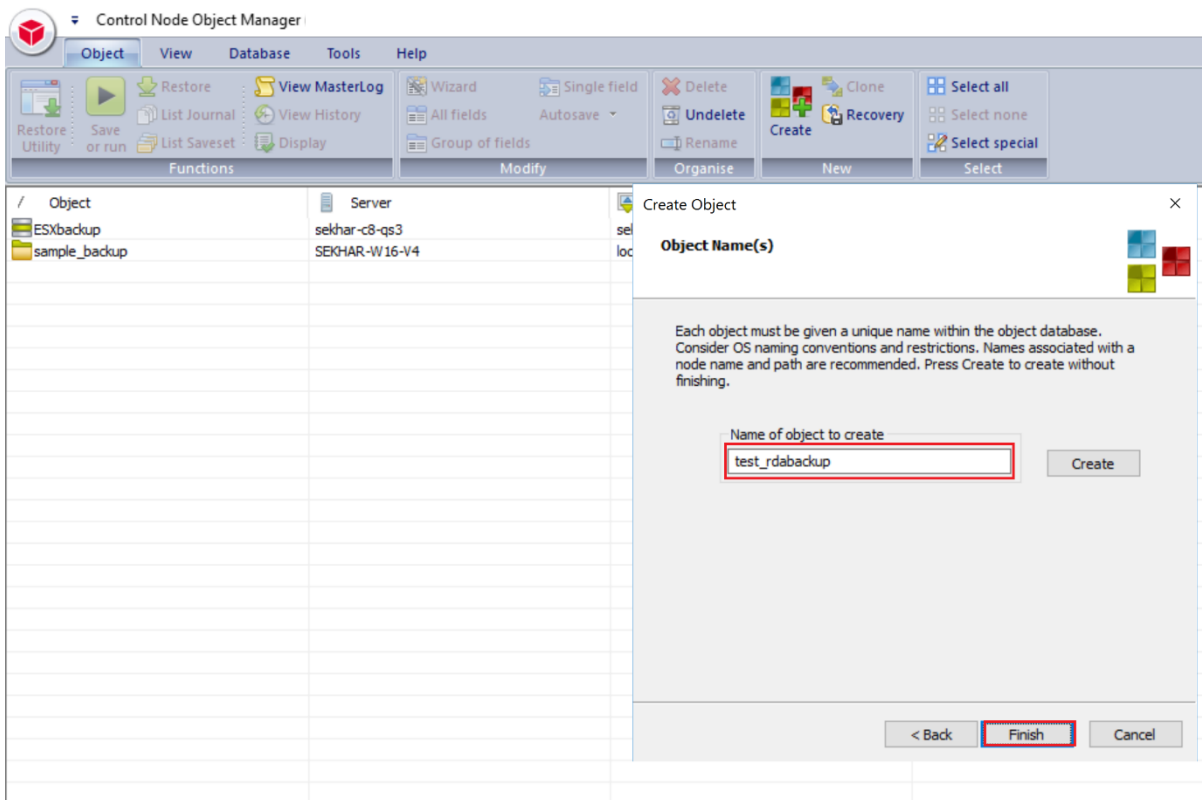 Control Node Object Manager
Object View Database Tools Help
Restore Utility
Save or run
Restore
List Journal
List Saveset
View MasterLog
View History
Display
Functions
Wizard
All fields
Group of fields
Single field
Autosave
Modify
Delete
Undelete
Rename
Organise
Create
Clone
Recovery
New
Select all
Select none
Select special
Select
/ Object Server
ESXbackup sekhar-c8-qs3 sel
sample_backup SEKHAR-W16-V4 loc
Create Object
Object Name(s)
Each object must be given a unique name within the object database.
Consider OS naming conventions and restrictions. Names associated with a
node name and path are recommended. Press Create to create without
finishing.
Name of object to create
test_rdabackup
Create
< Back Finish Cancel